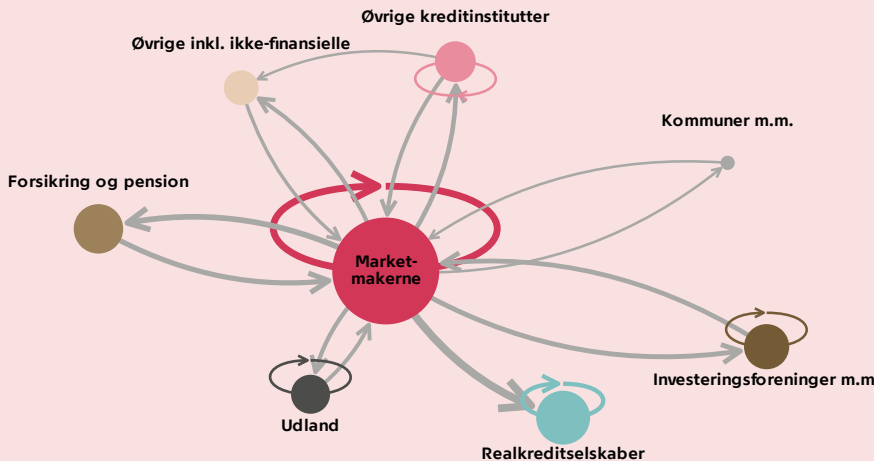 Øvrige kreditinstitutter
Øvrige inkl. ikke-finansielle
Kommuner m.m.
Forsikring og pension
Market-
makerne
Investeringsforeninger m.m
Udland
Realkreditselskaber